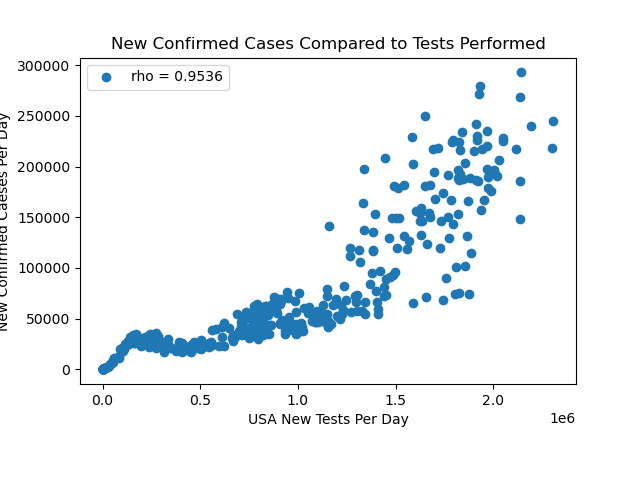 New Confirmed Cases Compared to Tests Performed
rho = 0.9536
300000
250000
200000
150000
100000
50000
0
New Confirmed Caeses Per Day
0.0 0.5 1.0 1.5 2.0
1e6
USA New Tests Per Day